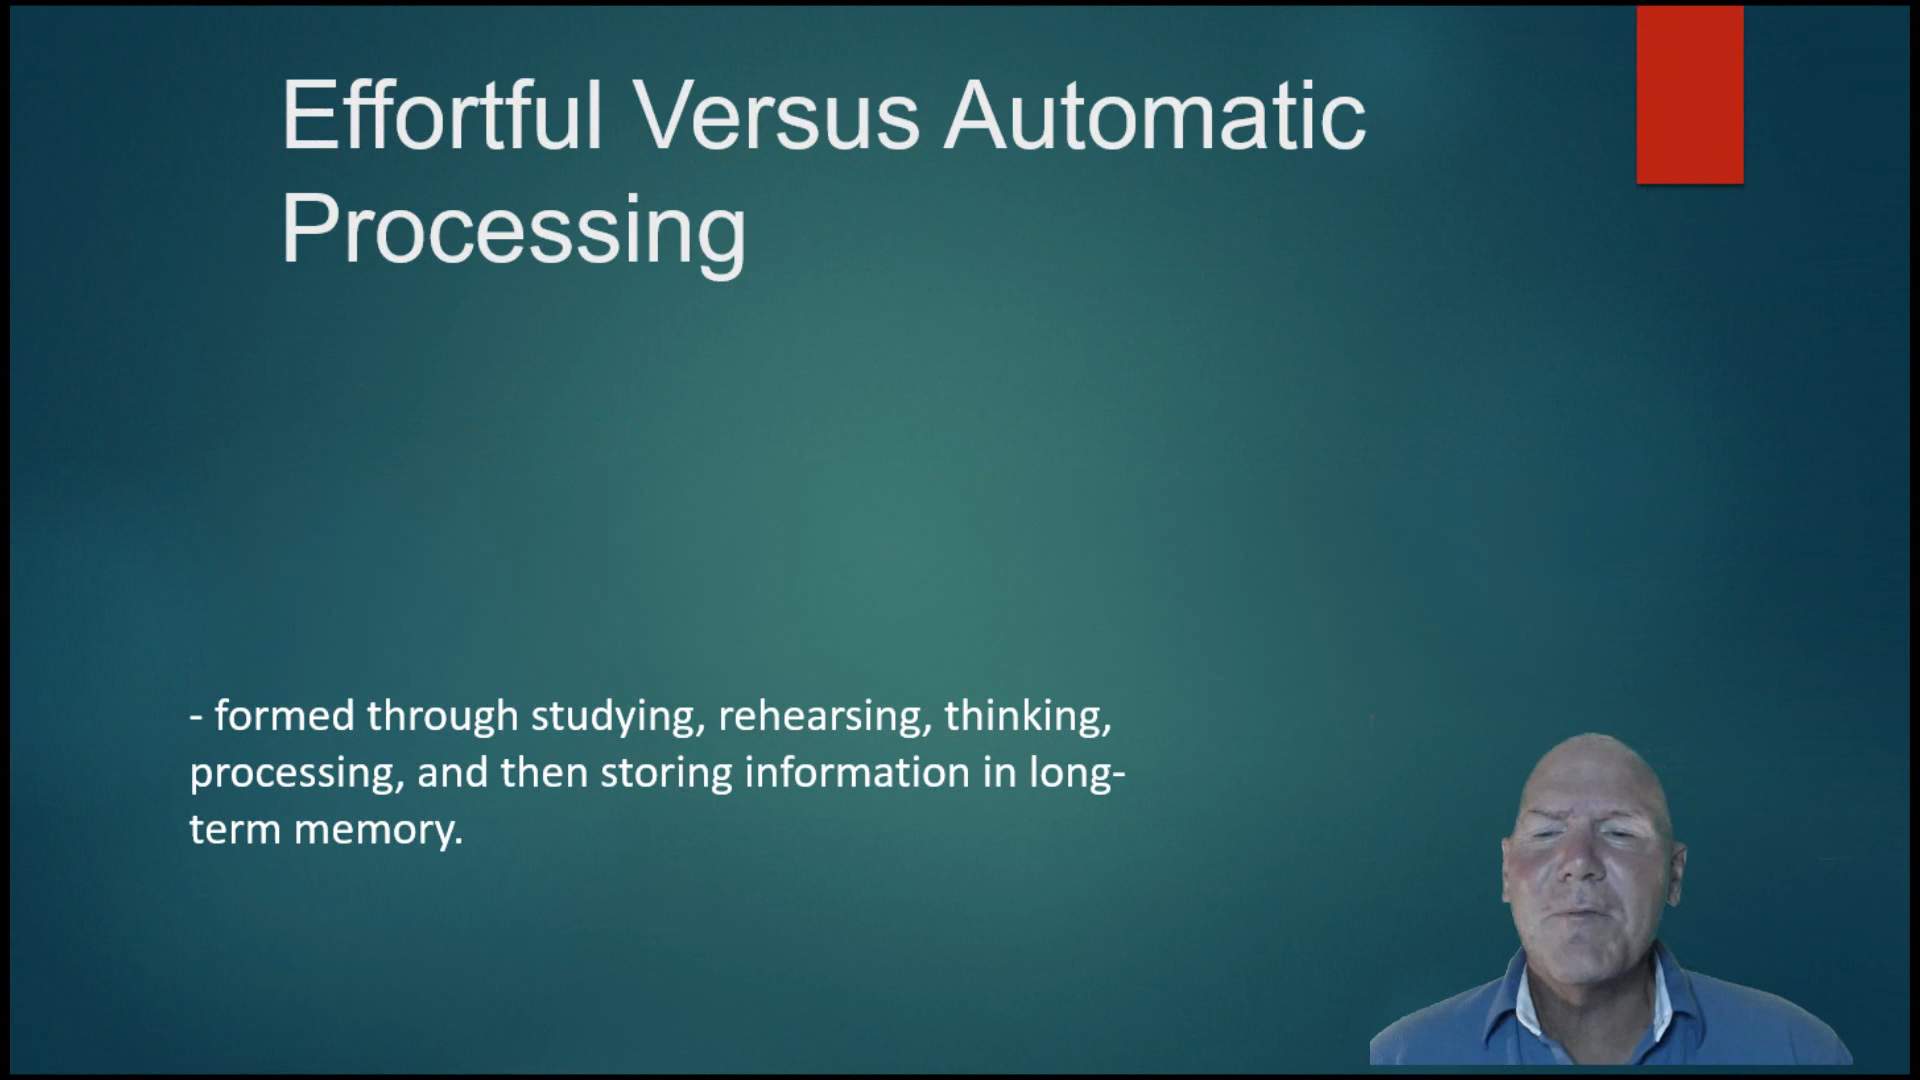 Effortful Versus Automatic
Processing
- formed through studying, rehearsing, thinking,
processing, and then storing information in long-
term memory.